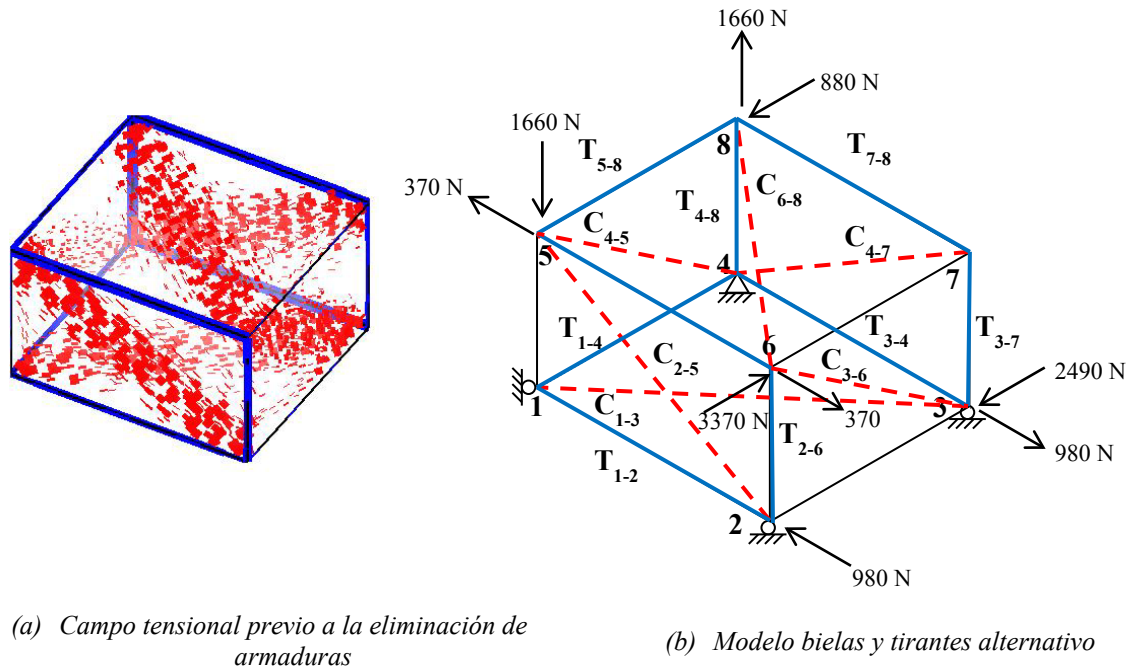 1660 N
880 N
1660 N
8
T5-8
T7-8
370 N
C6-8
T4-8
C4-5
C4-7
5
4
7
T1-4
T3-4
6
T3-7
C2-5
C3-6
2490 N
1
3
C1-3
3370 N
370
T2-6
980 N
T1-2
2
980 N
(a) Campo tensional previo a la eliminación de
armaduras
(b) Modelo bielas y tirantes alternativo